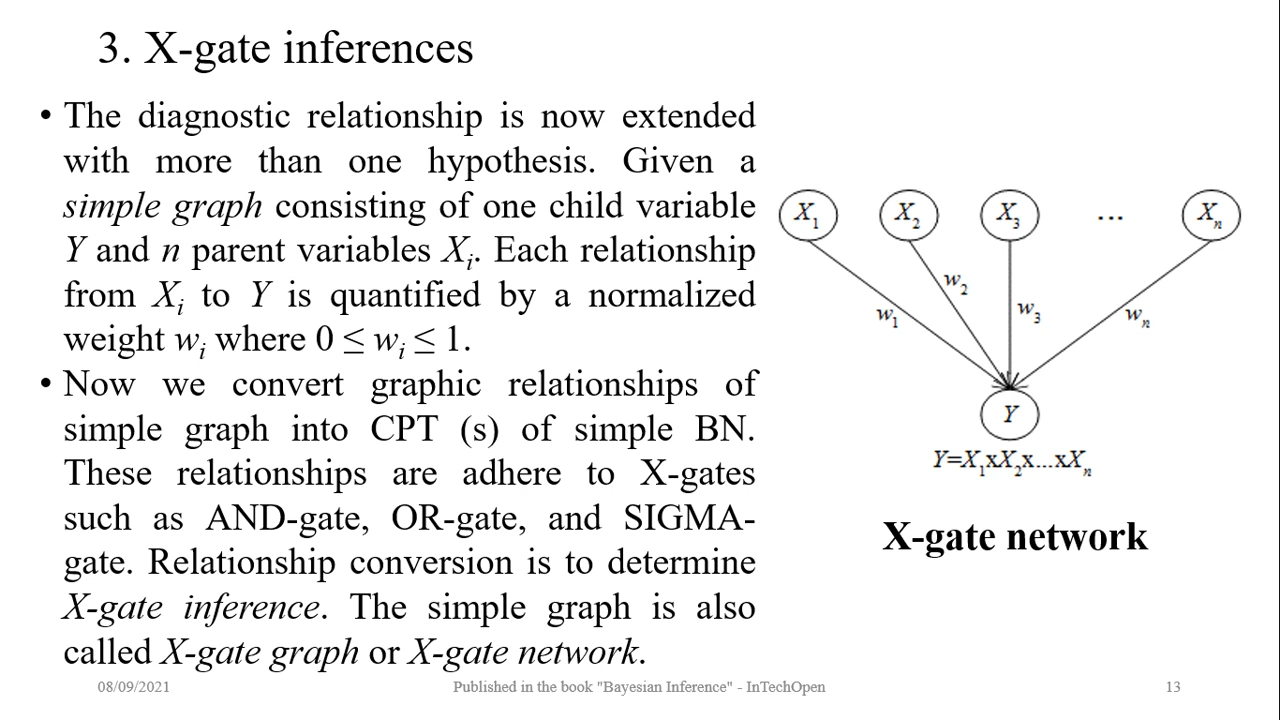 3. X-gate inferences
• The diagnostic relationship is now extended
with more than one hypothesis. Given a
simple graph consisting of one child variable
Y and n parent variables Xᵢ. Each relationship
from Xᵢ to Y is quantified by a normalized
weight wᵢ where 0 ≤ wᵢ ≤ 1.
• Now we convert graphic relationships of
simple graph into CPT (s) of simple BN.
These relationships are adhere to X-gates
such as AND-gate, OR-gate, and SIGMA-
gate. Relationship conversion is to determine
X-gate inference. The simple graph is also
called X-gate graph or X-gate network.
X₁ X₂ X₃ ... Xₙ
w₁ w₂ w₃ wₙ
Y
Y=X₁xX₂x...xXₙ
X-gate network
08/09/2021
Published in the book "Bayesian Inference" - InTechOpen
13